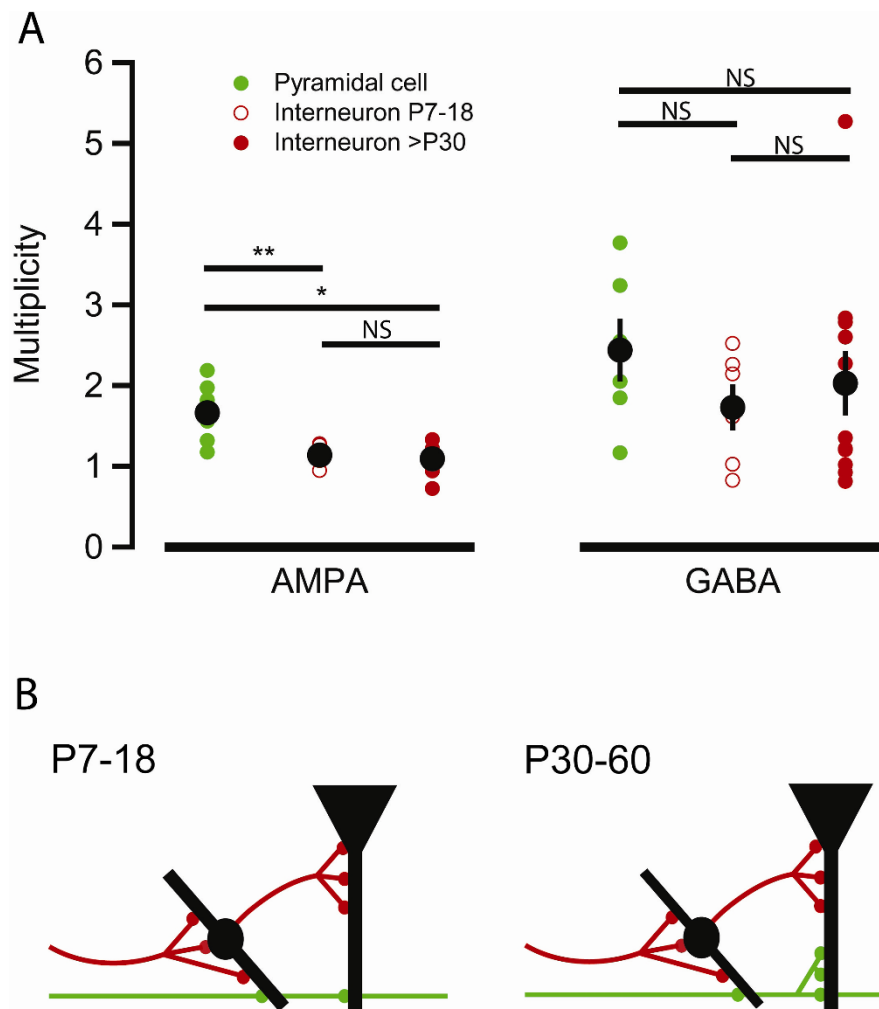 A
Multiplicity
6
5
4
3
2
1
0
Pyramidal cell
Interneuron P7-18
Interneuron >P30
**
*
NS
NS
NS
NS
AMPA
GABA
B
P7-18
P30-60